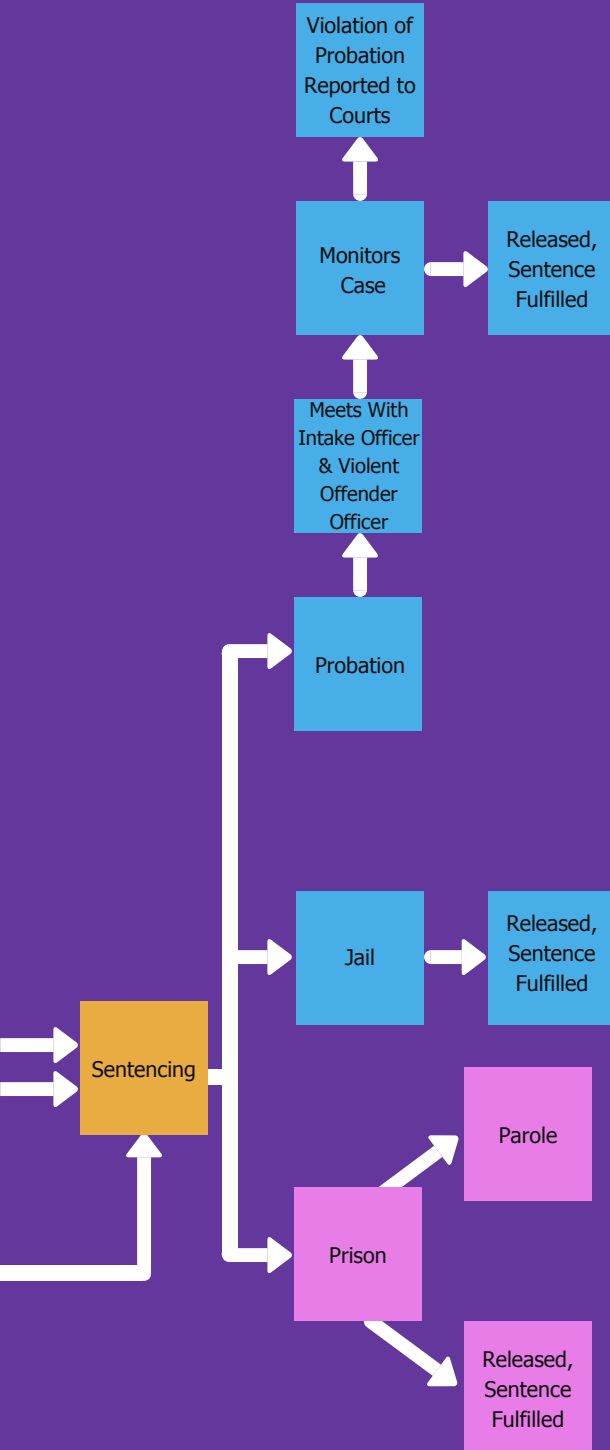 Violation of
Probation
Reported to
Courts
Monitors
Case
Released,
Sentence
Fulfilled
Meets With
Intake Officer
& Violent
Offender
Officer
Probation
Jail
Released,
Sentence
Fulfilled
Sentencing
Parole
Prison
Released,
Sentence
Fulfilled